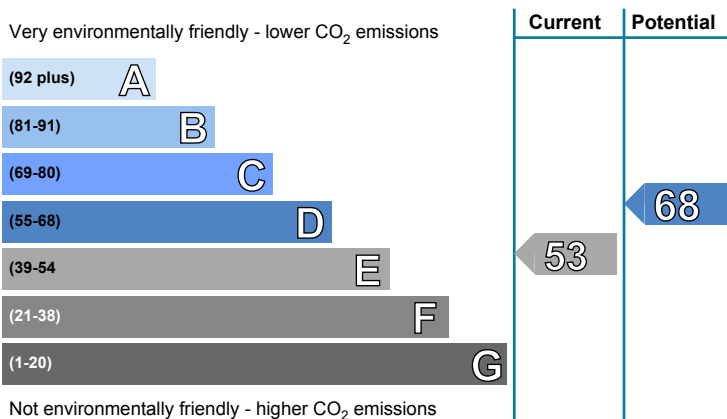 Current Potential
Very environmentally friendly - lower CO2 emissions
(92 plus) A
(81-91) B
(69-80) C
(55-68) D
68
(39-54 E
53
(21-38) F
(1-20) G
Not environmentally friendly - higher CO2 emissions